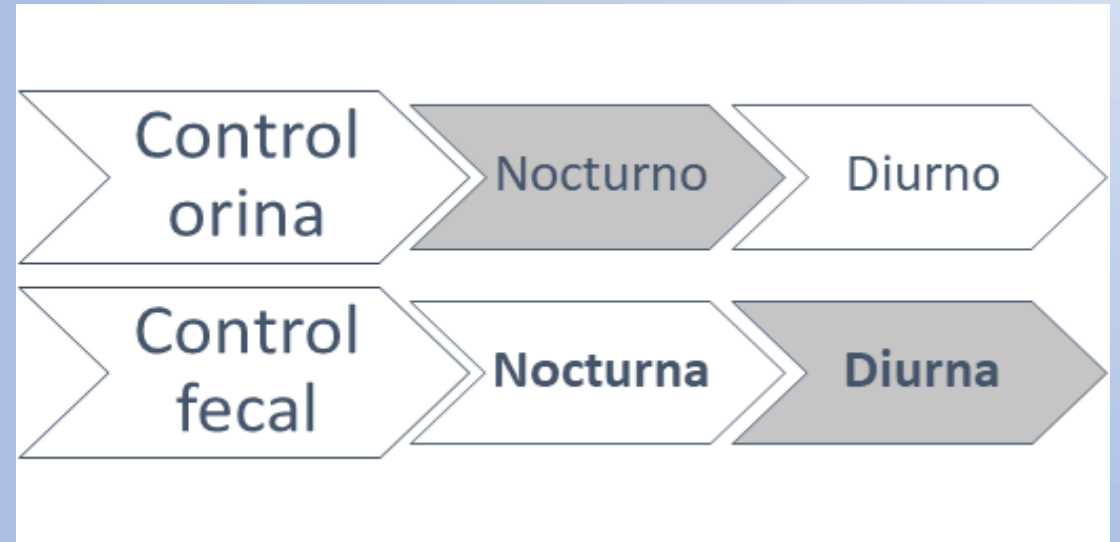 Control
orina
Nocturno
Diurno
Control
fecal
Nocturna
Diurna